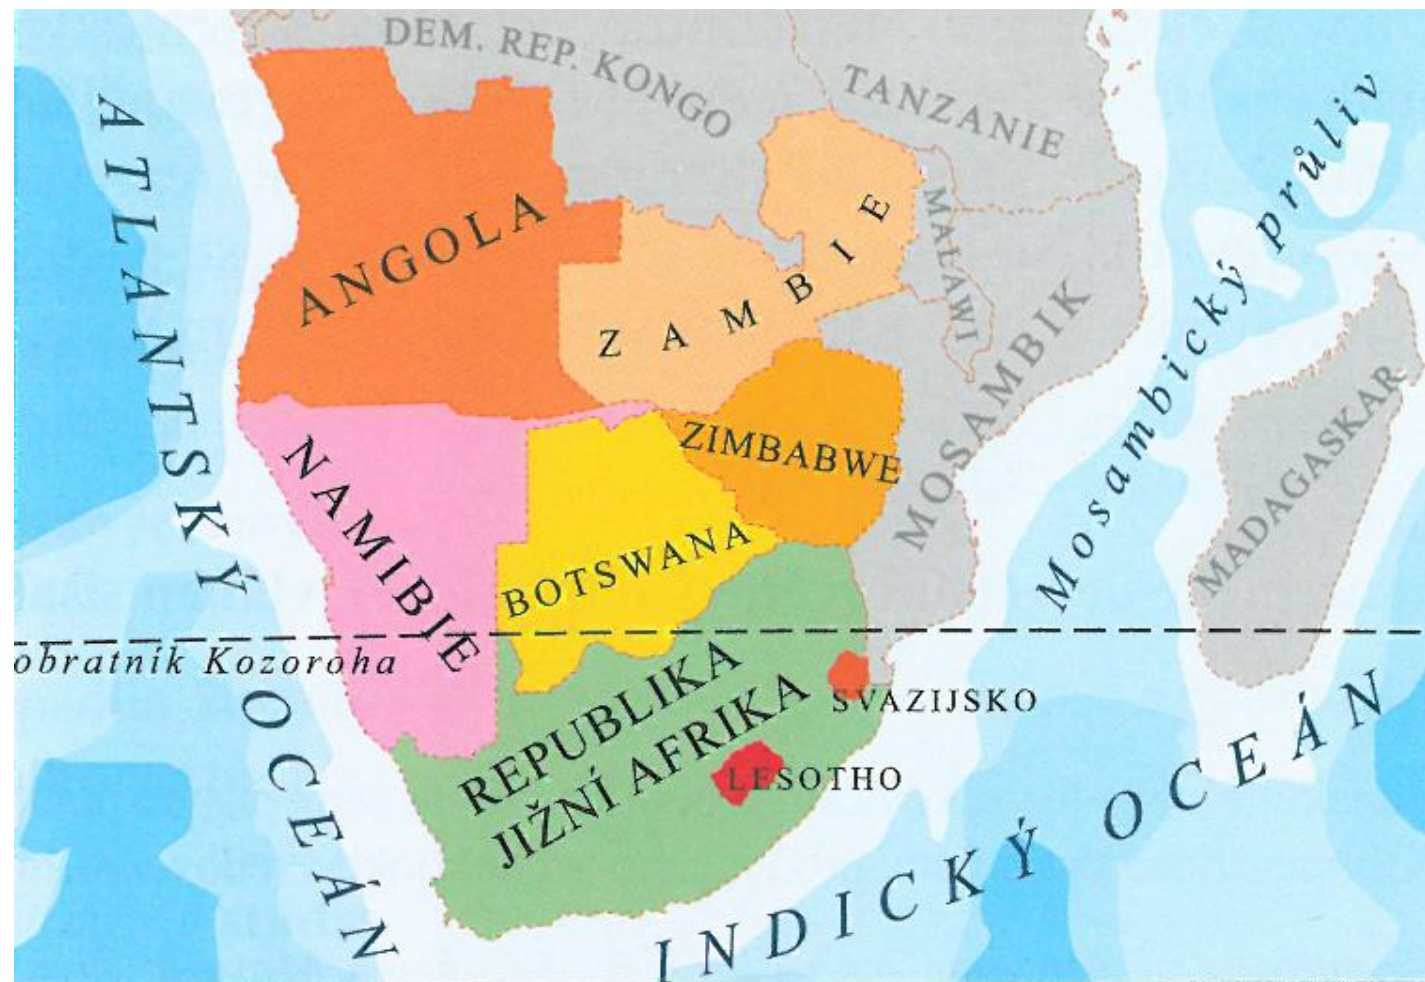 DEM. REP. KONGO
TANZANIE
ATLANTSKÝ OCEÁN
Mosambický průliv
ANGOLA
ZAMBIE
MALAWI
MOSAMBIK
MADAGASKAR
ZIMBABWE
NAMIBIE
BOTSWANA
obratník Kozoroha
REPUBLIKA
JIŽNÍ AFRIKA
SVAZIJSKO
LESOTHO
INDICKÝ OCEÁN